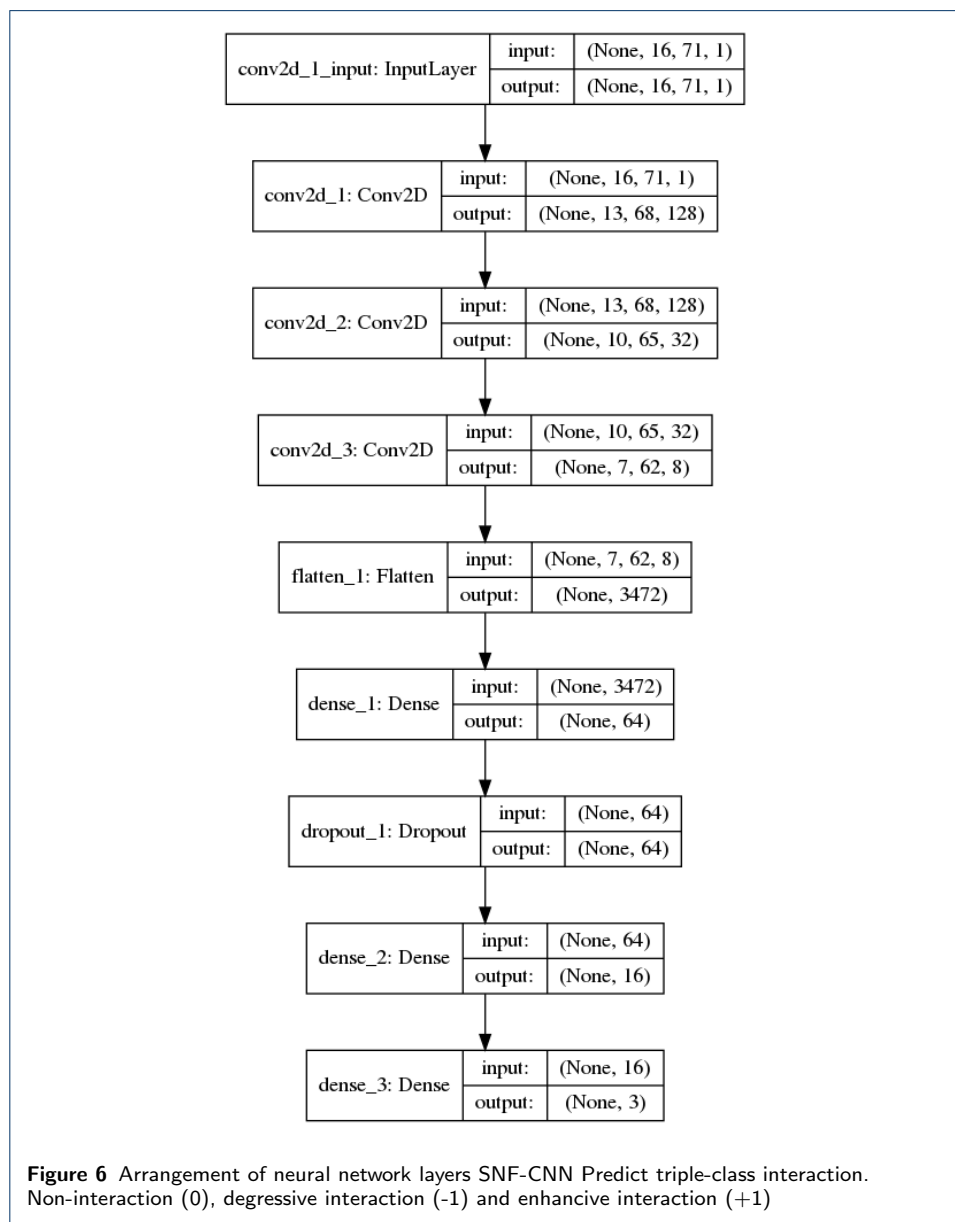 conv2d_1_input: InputLayer
input: (None, 16, 71, 1)
output: (None, 16, 71, 1)
conv2d_1: Conv2D
input: (None, 16, 71, 1)
output: (None, 13, 68, 128)
conv2d_2: Conv2D
input: (None, 13, 68, 128)
output: (None, 10, 65, 32)
conv2d_3: Conv2D
input: (None, 10, 65, 32)
output: (None, 7, 62, 8)
flatten_1: Flatten
input: (None, 7, 62, 8)
output: (None, 3472)
dense_1: Dense
input: (None, 3472)
output: (None, 64)
dropout_1: Dropout
input: (None, 64)
output: (None, 64)
dense_2: Dense
input: (None, 64)
output: (None, 16)
dense_3: Dense
input: (None, 16)
output: (None, 3)
Figure 6 Arrangement of neural network layers SNF-CNN Predict triple-class interaction.
Non-interaction (0), degressive interaction (-1) and enhancive interaction (+1)